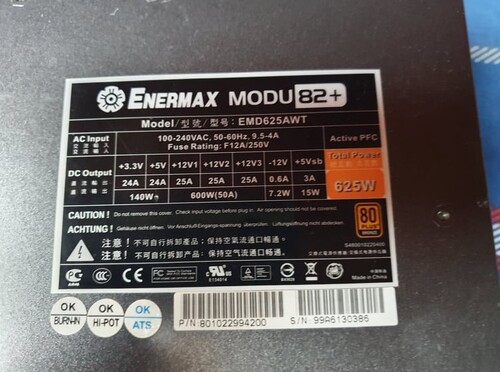 ENERMAX MODU 82+
Model/型號/型号: EMD625AWT
AC Input 100-240VAC, 50-60Hz, 9.5-4A Active PFC
Fuse Rating: F12A/250V
DC Output +3.3V +5V +12V1 +12V2 +12V3 -12V +5Vsb Total Power
24A 24A 25A 25A 25A 0.6A 3A 625W
140W 600W(50A) 7.2W 15W
CAUTION! Do not remove this cover. Check input voltage before plug in. Air opening should not be covered.
ACHTUNG! Gehäuse nicht öffnen. Vor Anschluss Eingangsspannung überprüfen. Luftöffnungen nicht abdecken.
注意! 不可自行拆卸產品; 保持空氣流通口暢通。
注意! 不可自行拆卸产品; 保持空气流通口畅通。
80 PLUS
BRONZE
Made in China
OK BURN-IN
OK HI-POT
OK ATS
P/N:801022994200
S/N: 99A6130386